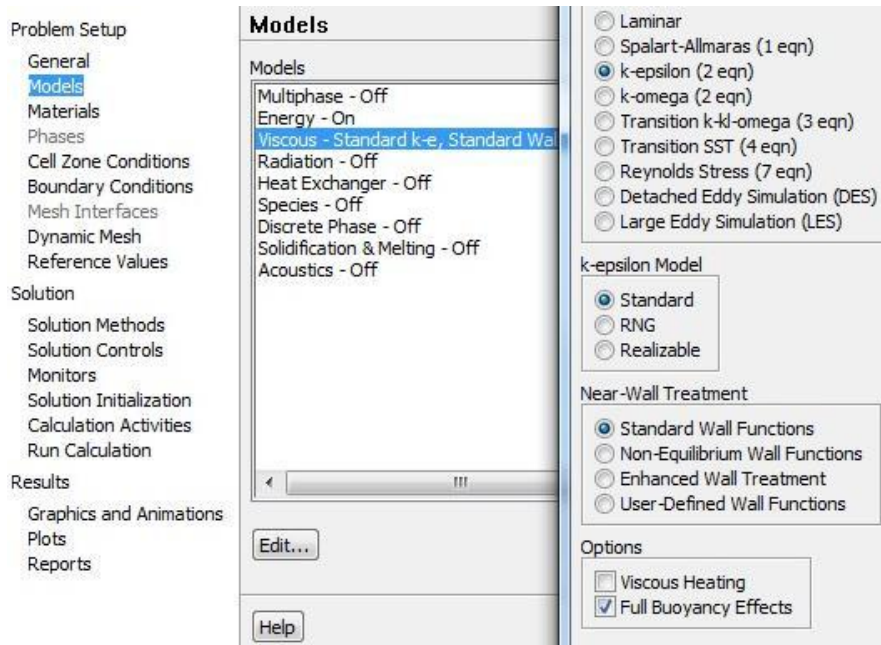 Problem Setup
General
Models
Materials
Phases
Cell Zone Conditions
Boundary Conditions
Mesh Interfaces
Dynamic Mesh
Reference Values
Solution
Solution Methods
Solution Controls
Monitors
Solution Initialization
Calculation Activities
Run Calculation
Results
Graphics and Animations
Plots
Reports
Models
Models
Multiphase - Off
Energy - On
Viscous - Standard k-e, Standard Wal
Radiation - Off
Heat Exchanger - Off
Species - Off
Discrete Phase - Off
Solidification & Melting - Off
Acoustics - Off
Edit...
Help
Laminar
Spalart-Allmaras (1 eqn)
k-epsilon (2 eqn)
k-omega (2 eqn)
Transition k-kl-omega (3 eqn)
Transition SST (4 eqn)
Reynolds Stress (7 eqn)
Detached Eddy Simulation (DES)
Large Eddy Simulation (LES)
k-epsilon Model
Standard
RNG
Realizable
Near-Wall Treatment
Standard Wall Functions
Non-Equilibrium Wall Functions
Enhanced Wall Treatment
User-Defined Wall Functions
Options
Viscous Heating
Full Buoyancy Effects